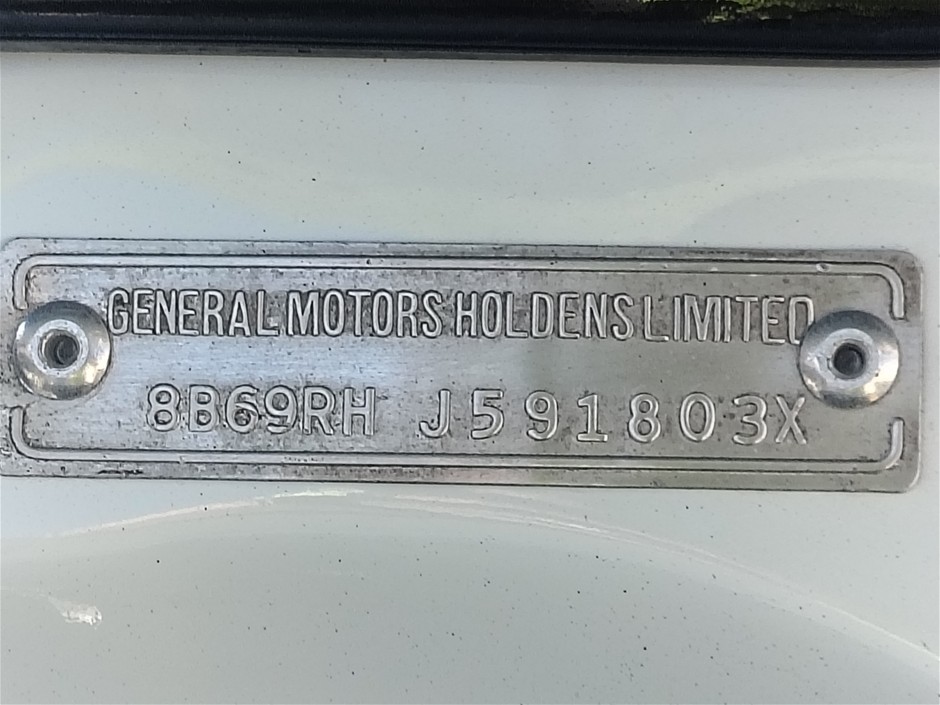 GENERAL MOTORS HOLDENS LIMITED
8B69RH J591803X